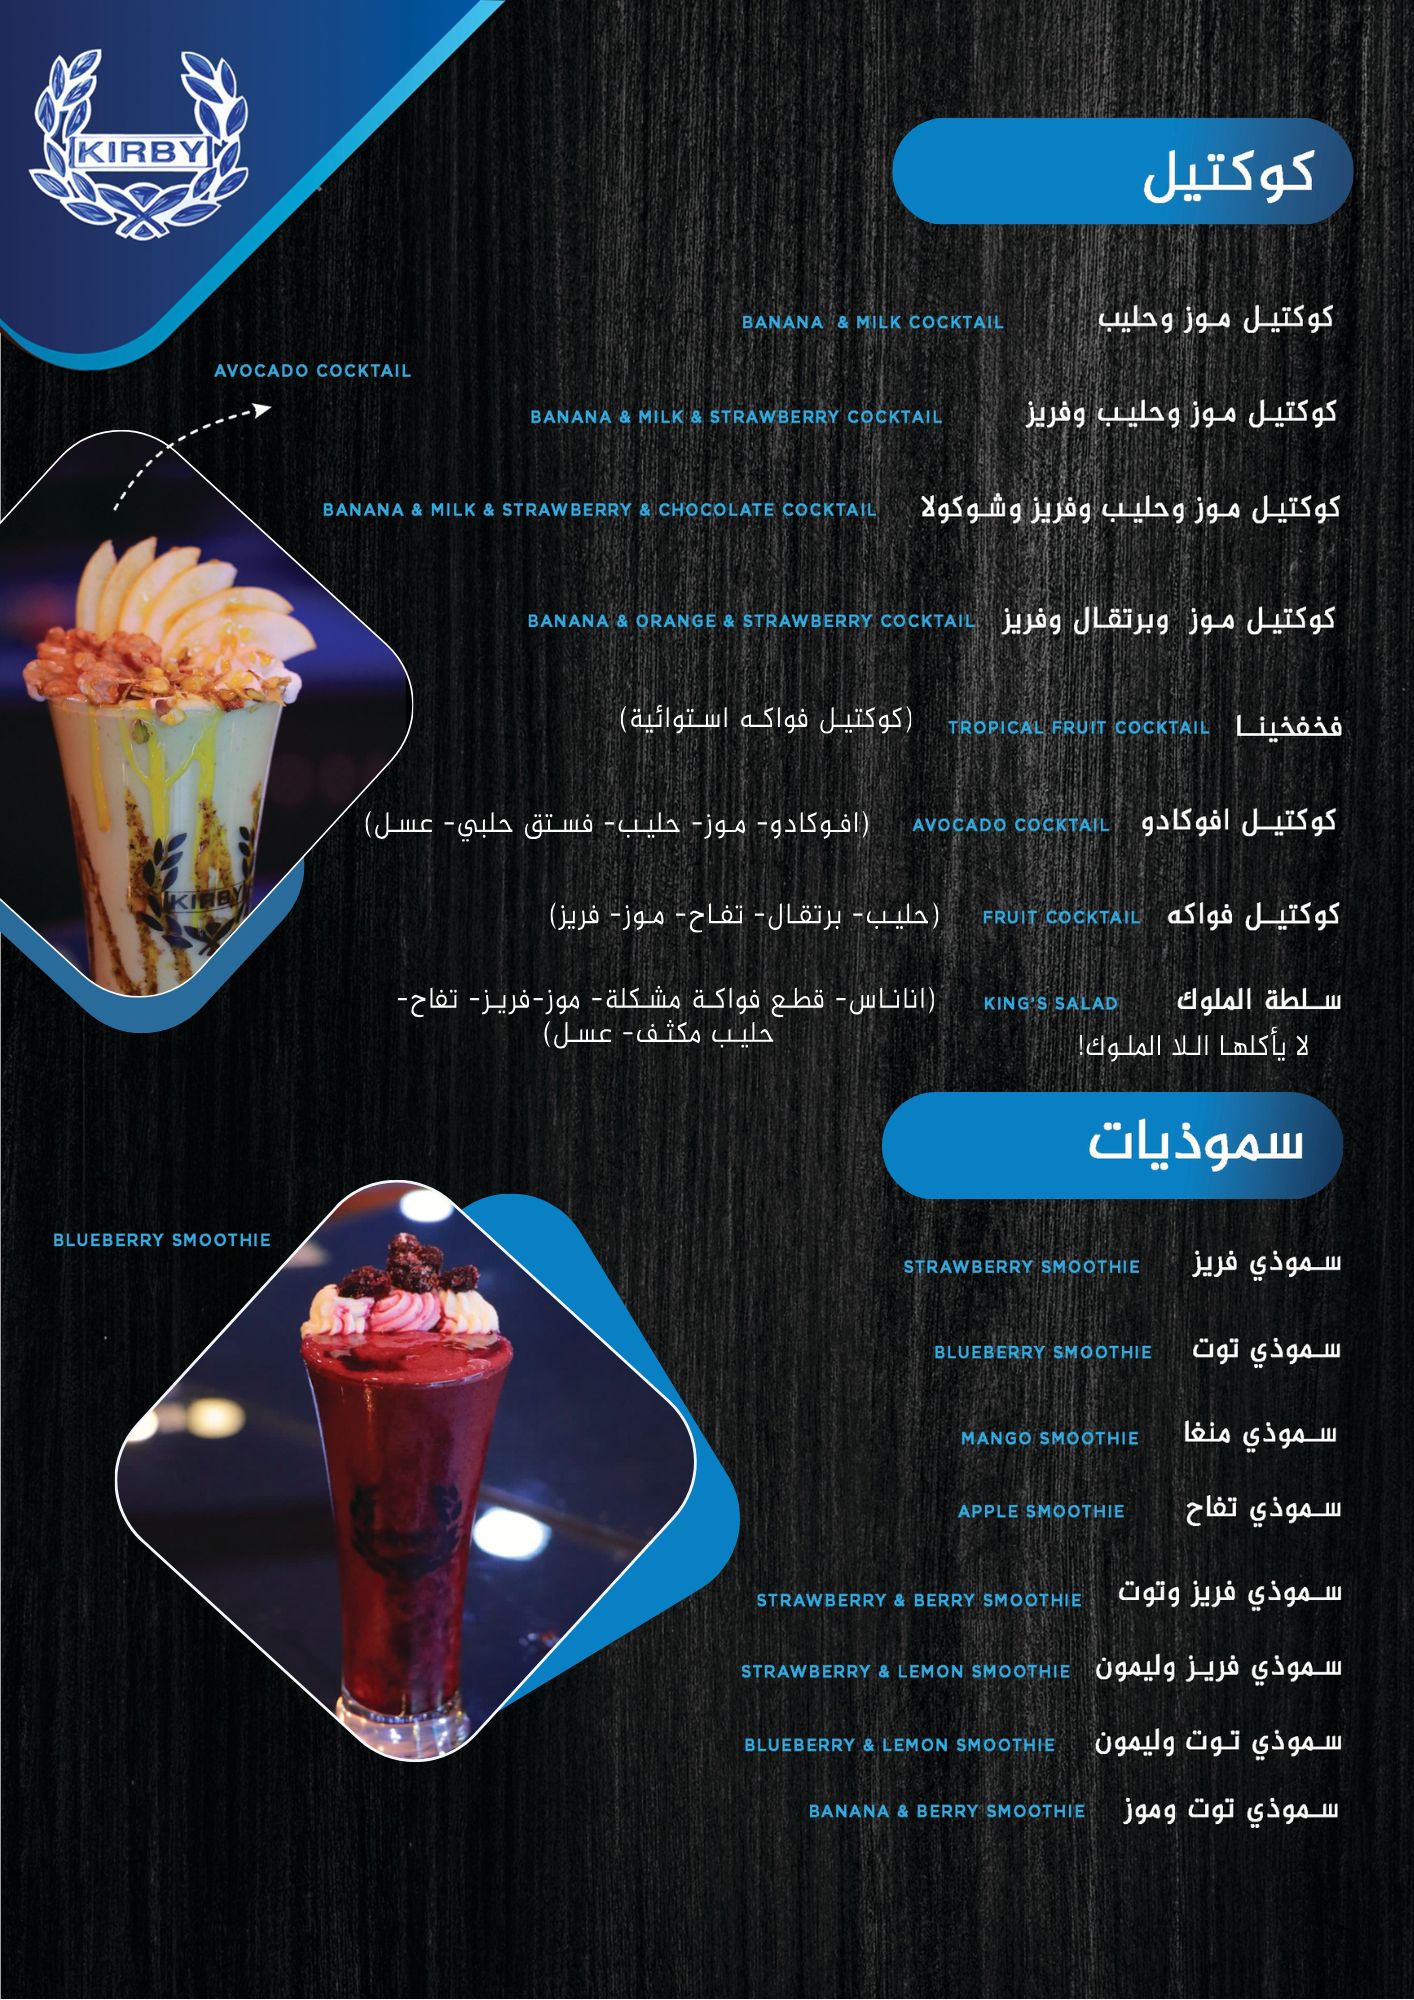 KIRBY
كوكتيل
كوكتيل موز وحليب BANANA & MILK COCKTAIL
AVOCADO COCKTAIL
كوكتيل موز وحليب وفريز BANANA & MILK & STRAWBERRY COCKTAIL
كوكتيل موز وحليب وفريز وشوكولا BANANA & MILK & STRAWBERRY & CHOCOLATE COCKTAIL
كوكتيل موز وبرتقال وفريز BANANA & ORANGE & STRAWBERRY COCKTAIL
فخفخينا TROPICAL FRUIT COCKTAIL (كوكتيل فواكه استوائية)
كوكتيل افوكادو AVOCADO COCKTAIL (افوكادو- موز- حليب- فستق حلبي- عسل)
KIRBY
كوكتيل فواكه FRUIT COCKTAIL (حليب- برتقال- تفاح- موز- فريز)
سلطة الملوك KING'S SALAD (اناناس- قطع فواكة مشكلة- موز-فريز- تفاح-
حليب مكثف- عسل)
لا يأكلها اللا الملوك!
سموذيات
BLUEBERRY SMOOTHIE
سموذي فريز STRAWBERRY SMOOTHIE
سموذي توت BLUEBERRY SMOOTHIE
سموذي منغا MANGO SMOOTHIE
سموذي تفاح APPLE SMOOTHIE
سموذي فريز وتوت STRAWBERRY & BERRY SMOOTHIE
سموذي فريز وليمون STRAWBERRY & LEMON SMOOTHIE
سموذي توت وليمون BLUEBERRY & LEMON SMOOTHIE
سموذي توت وموز BANANA & BERRY SMOOTHIE